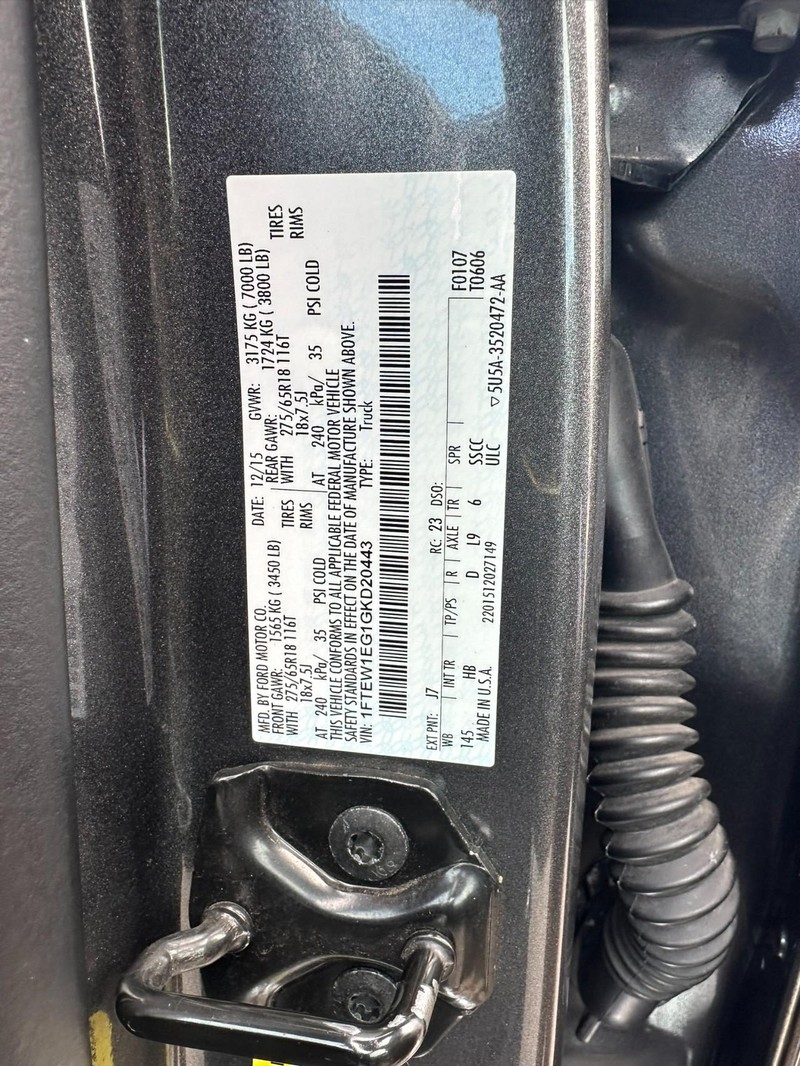 MFD. BY FORD MOTOR CO. DATE: 12/15 GVWR: 3175 KG ( 7000 LB)
FRONT GAWR: 1565 KG ( 3450 LB) REAR GAWR: 1724 KG ( 3800 LB)
WITH 275/65R18 116T TIRES WITH 275/65R18 116T TIRES
18x7.5J RIMS 18x7.5J RIMS
AT 240 kPa/ 35 PSI COLD AT 240 kPa/ 35 PSI COLD
THIS VEHICLE CONFORMS TO ALL APPLICABLE FEDERAL MOTOR VEHICLE
SAFETY STANDARDS IN EFFECT ON THE DATE OF MANUFACTURE SHOWN ABOVE.
VIN: 1FTEW1EG1GKD20443 TYPE: Truck
EXT PNT: J7 RC: 23 DSO: F0107
WB INT TR TP/PS R AXLE TR SPR T0606
145 HB D L9 6 SSCC
MADE IN U.S.A. 2201512027149 ULC ▽5U5A-3520472-AA